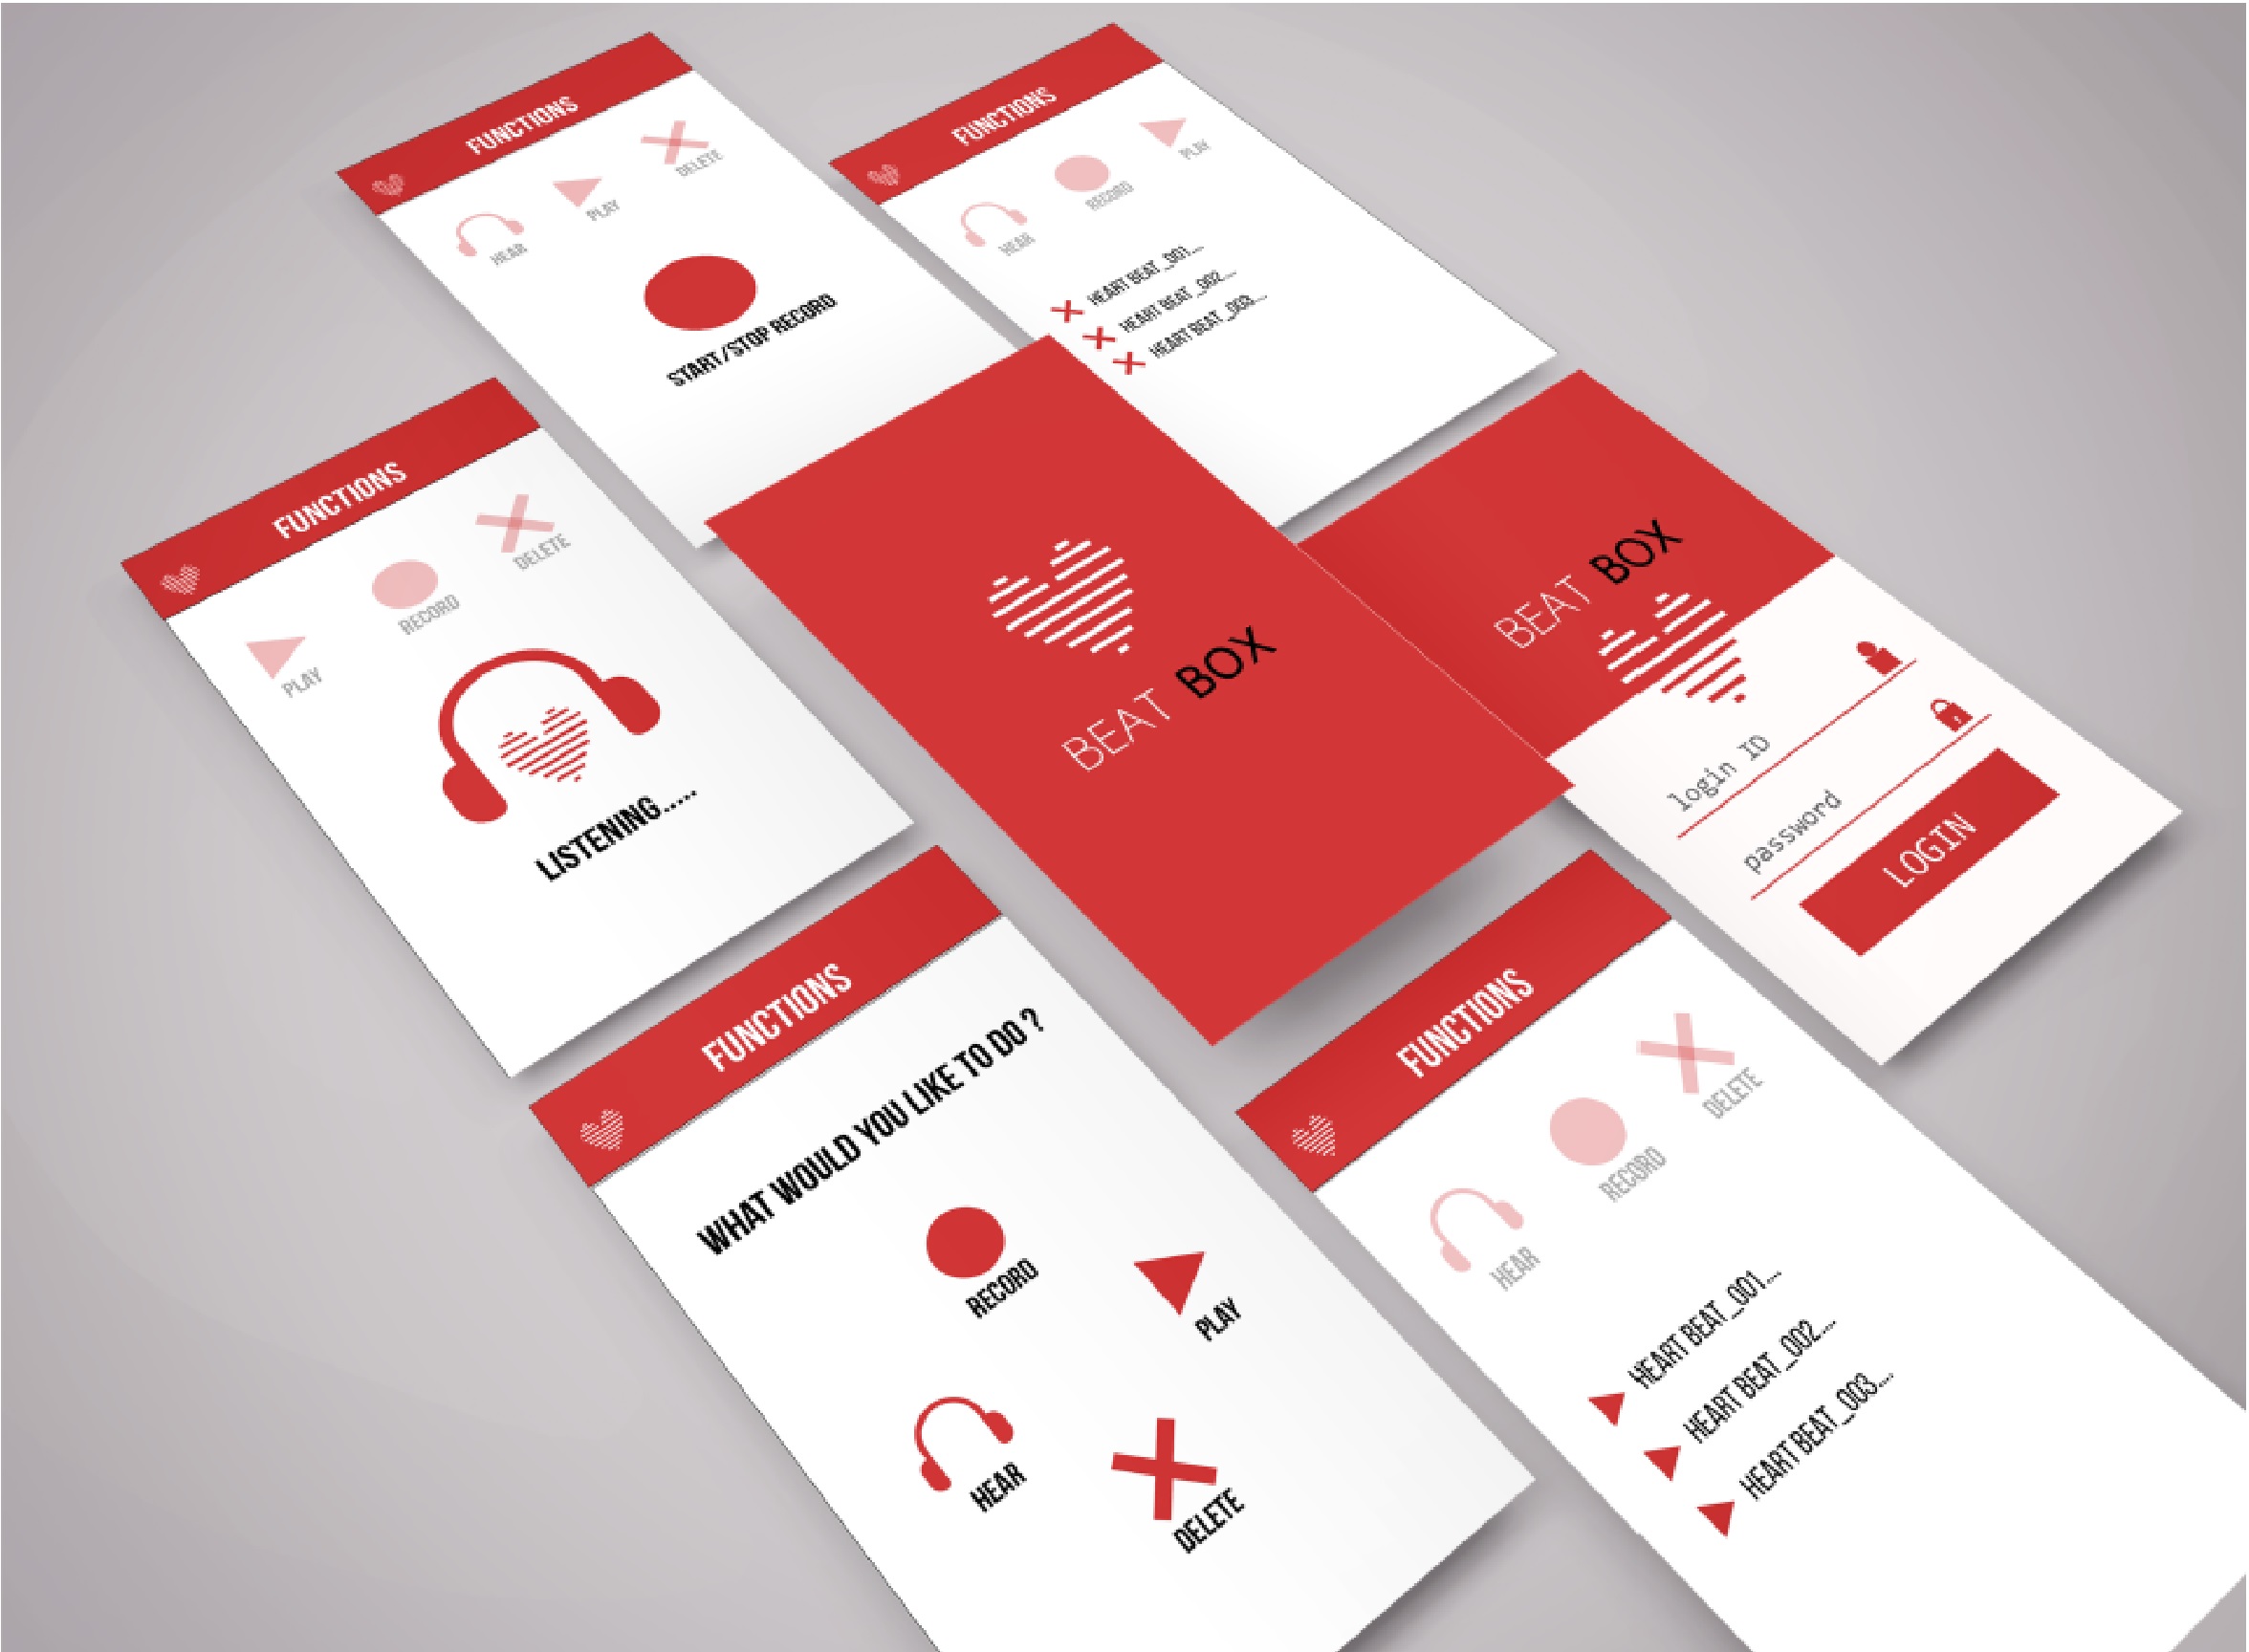 FUNCTIONS
HEAR
PLAY
DELETE
START/STOP RECORD
FUNCTIONS
HEAR
RECORD
PLAY
HEART BEAT_001...
HEART BEAT_002...
HEART BEAT_003...
FUNCTIONS
PLAY
RECORD
DELETE
LISTENING.....
BEAT BOX
BEAT BOX
login ID
password
LOGIN
FUNCTIONS
WHAT WOULD YOU LIKE TO DO ?
RECORD
PLAY
HEAR
DELETE
FUNCTIONS
HEAR
RECORD
DELETE
HEART BEAT_001...
HEART BEAT_002...
HEART BEAT_003...